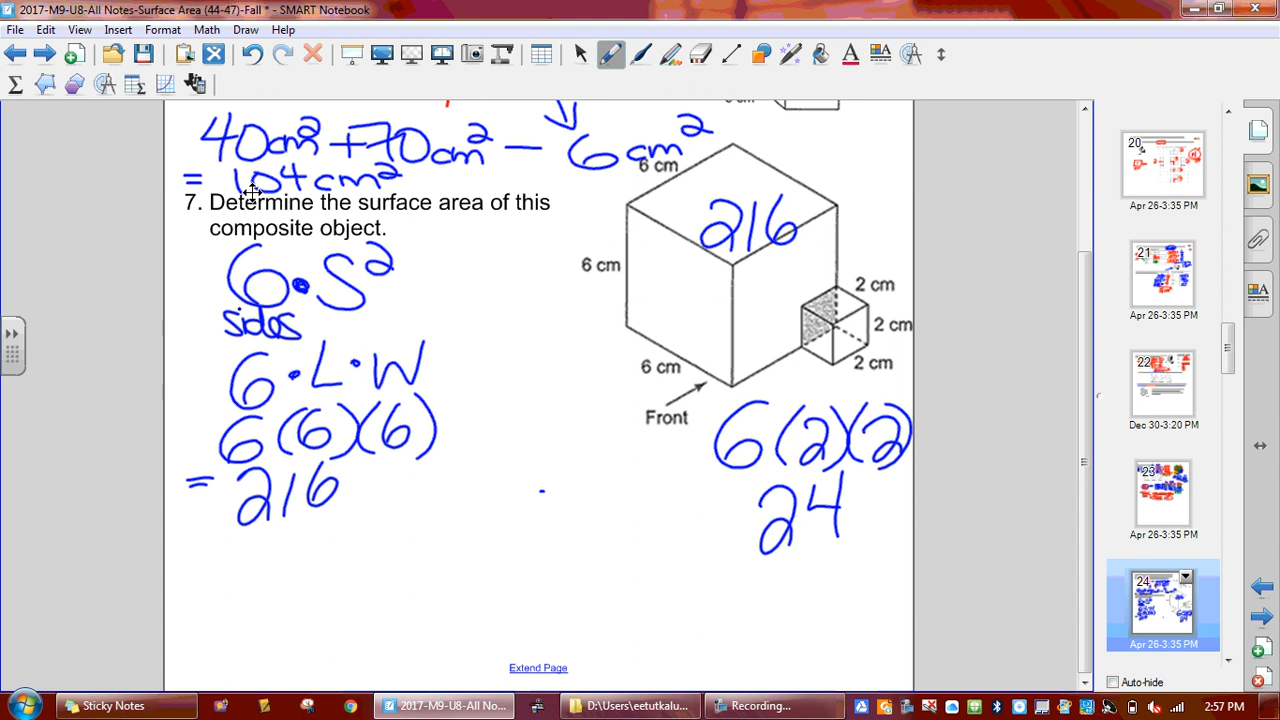 2017-M9-U8-All Notes-Surface Area (44-47)-Fall * - SMART Notebook
File Edit View Insert Format Math Draw Help
40cm² + 70cm² - 6cm²
= 104 cm²
7. Determine the surface area of this
composite object.
6 • S²
sides
6 • L • W
6 (6)(6)
= 216
6 cm
216
6 cm
2 cm
2 cm
6 cm
2 cm
Front
6(2)(2)
24
Extend Page
20
Apr 26-3:35 PM
21
Apr 26-3:35 PM
22
Dec 30-3:20 PM
23
Apr 26-3:35 PM
24
Apr 26-3:35 PM
Auto-hide
Sticky Notes
2017-M9-U8-All No...
D:\Users\eetutkalu...
Recording...
2:57 PM